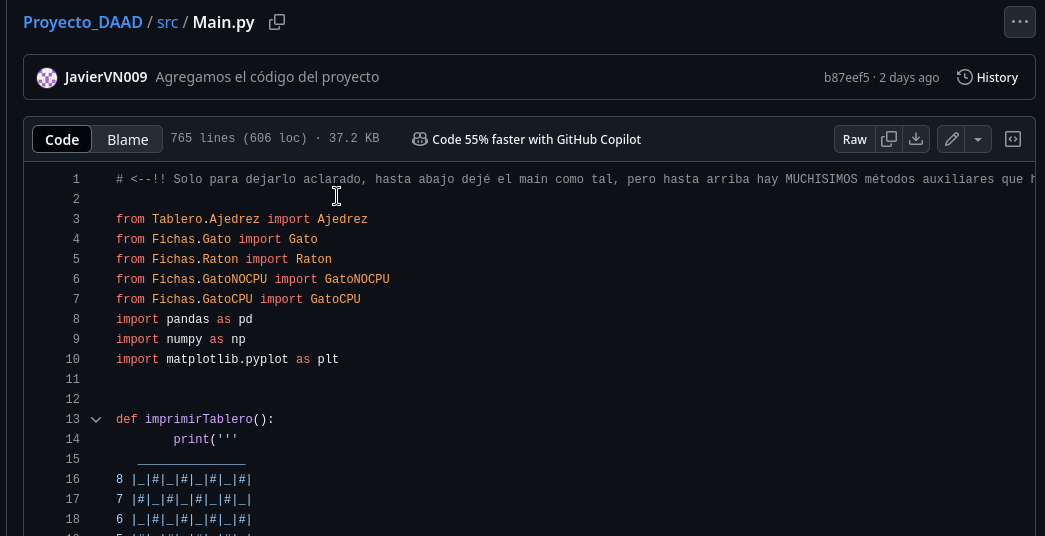 Proyecto_DAAD / src / Main.py
JavierVN009 Agregamos el código del proyecto b87eef5 · 2 days ago History
Code Blame 765 lines (606 loc) · 37.2 KB Code 55% faster with GitHub Copilot Raw
1 # <--!! Solo para dejarlo aclarado, hasta abajo dejé el main como tal, pero hasta arriba hay MUCHISIMOS métodos auxiliares que
2
3 from Tablero.Ajedrez import Ajedrez
4 from Fichas.Gato import Gato
5 from Fichas.Raton import Raton
6 from Fichas.GatoNOCPU import GatoNOCPU
7 from Fichas.GatoCPU import GatoCPU
8 import pandas as pd
9 import numpy as np
10 import matplotlib.pyplot as plt
11
12
13 def imprimirTablero():
14 print('''
15 _______________
16 8 |_|#|_|#|_|#|_|#|
17 7 |#|_|#|_|#|_|#|_|
18 6 |_|#|_|#|_|#|_|#|